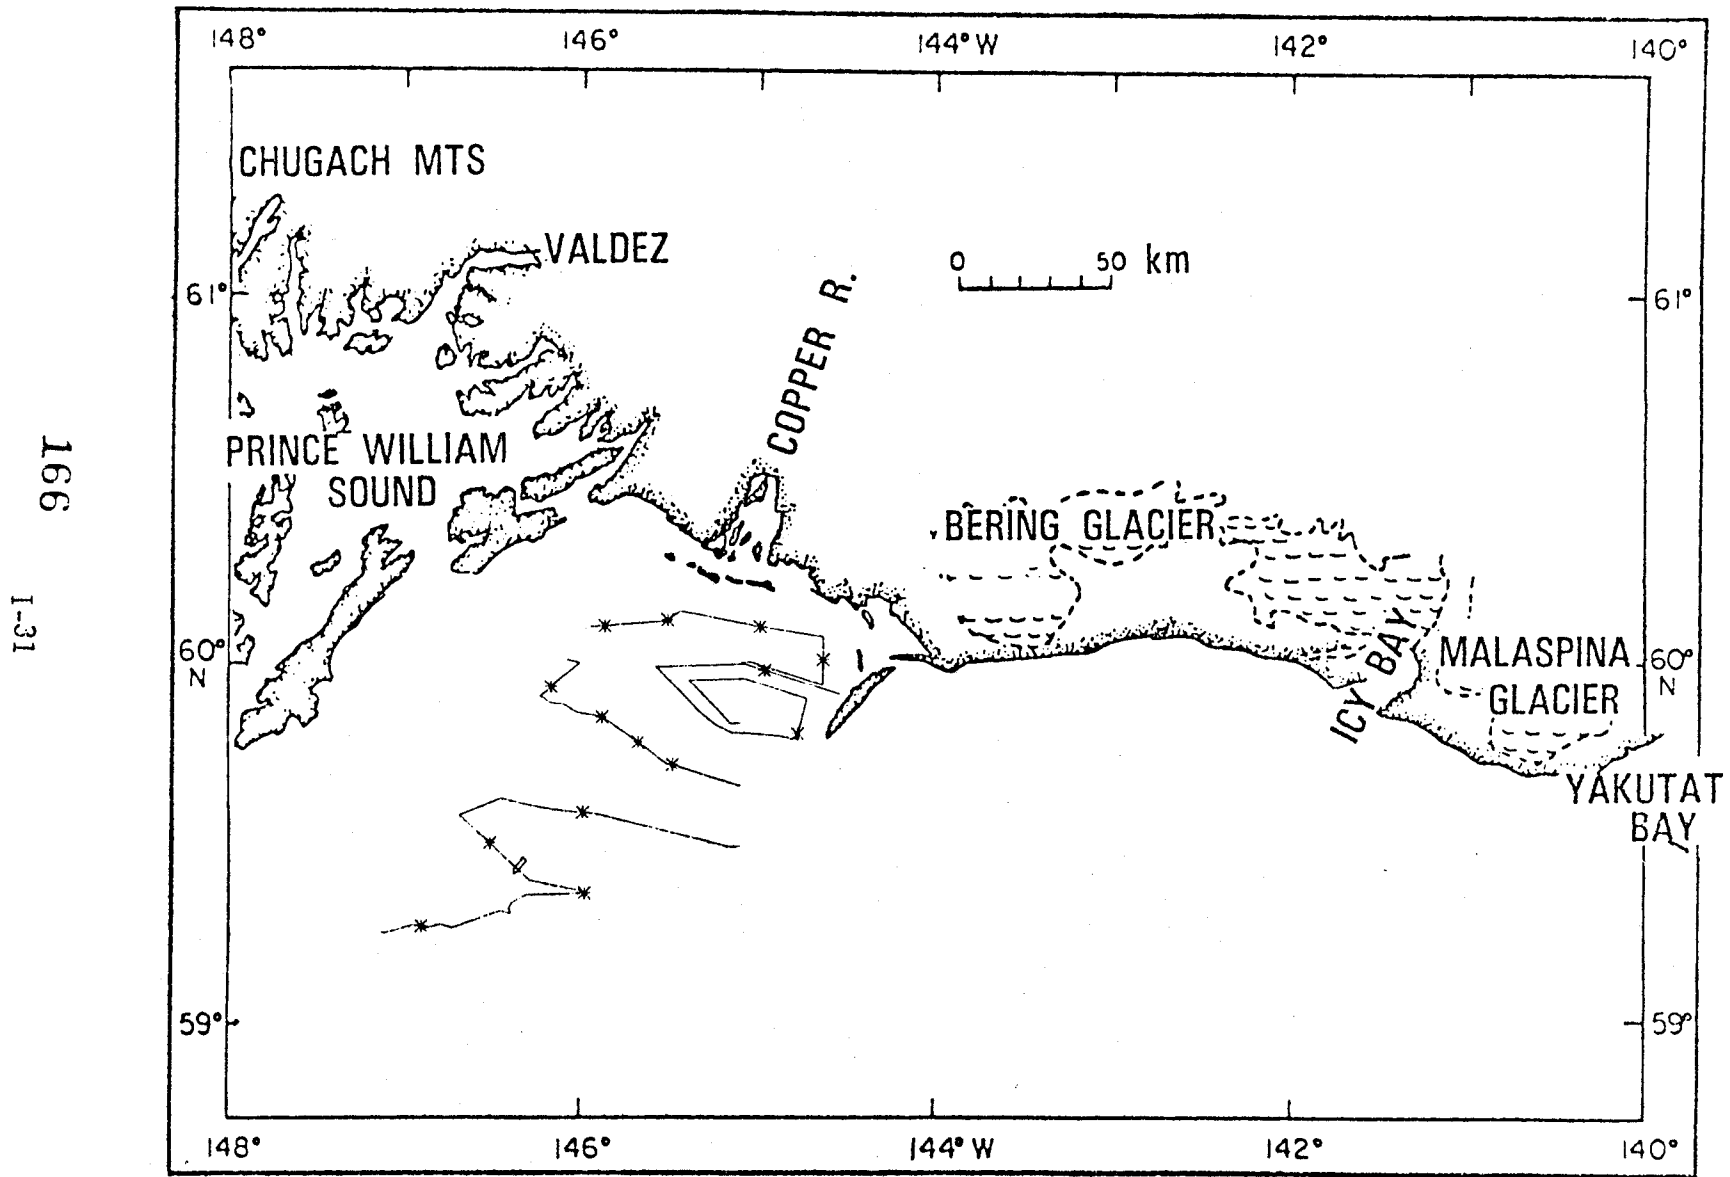 148° 146° 144°W 142° 140°
CHUGACH MTS
VALDEZ
0 50 km
61° 61°
COPPER R.
PRINCE WILLIAM
SOUND
BERING GLACIER
166
I-31
60°
N
ICY BAY
MALASPINA
GLACIER
60°
N
YAKUTAT
BAY
59° 59°
148° 146° 144°W 142° 140°